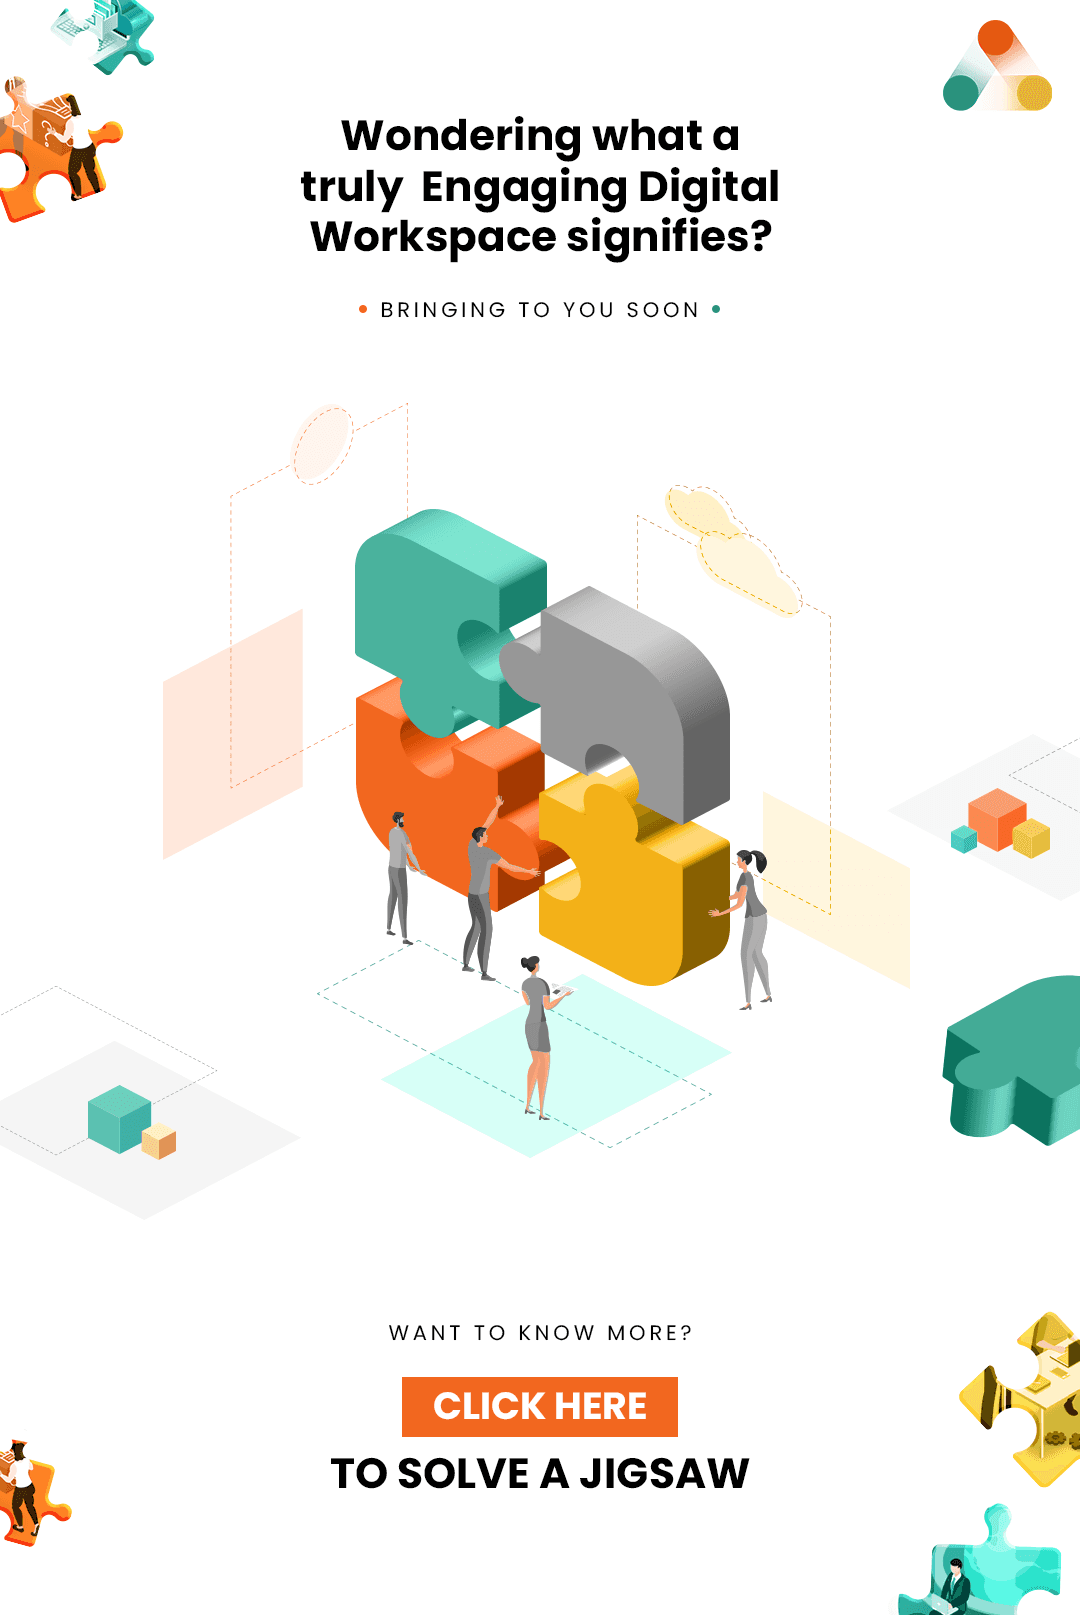 Wondering what a
truly Engaging Digital
Workspace signifies?
• BRINGING TO YOU SOON •
WANT TO KNOW MORE?
CLICK HERE
TO SOLVE A JIGSAW